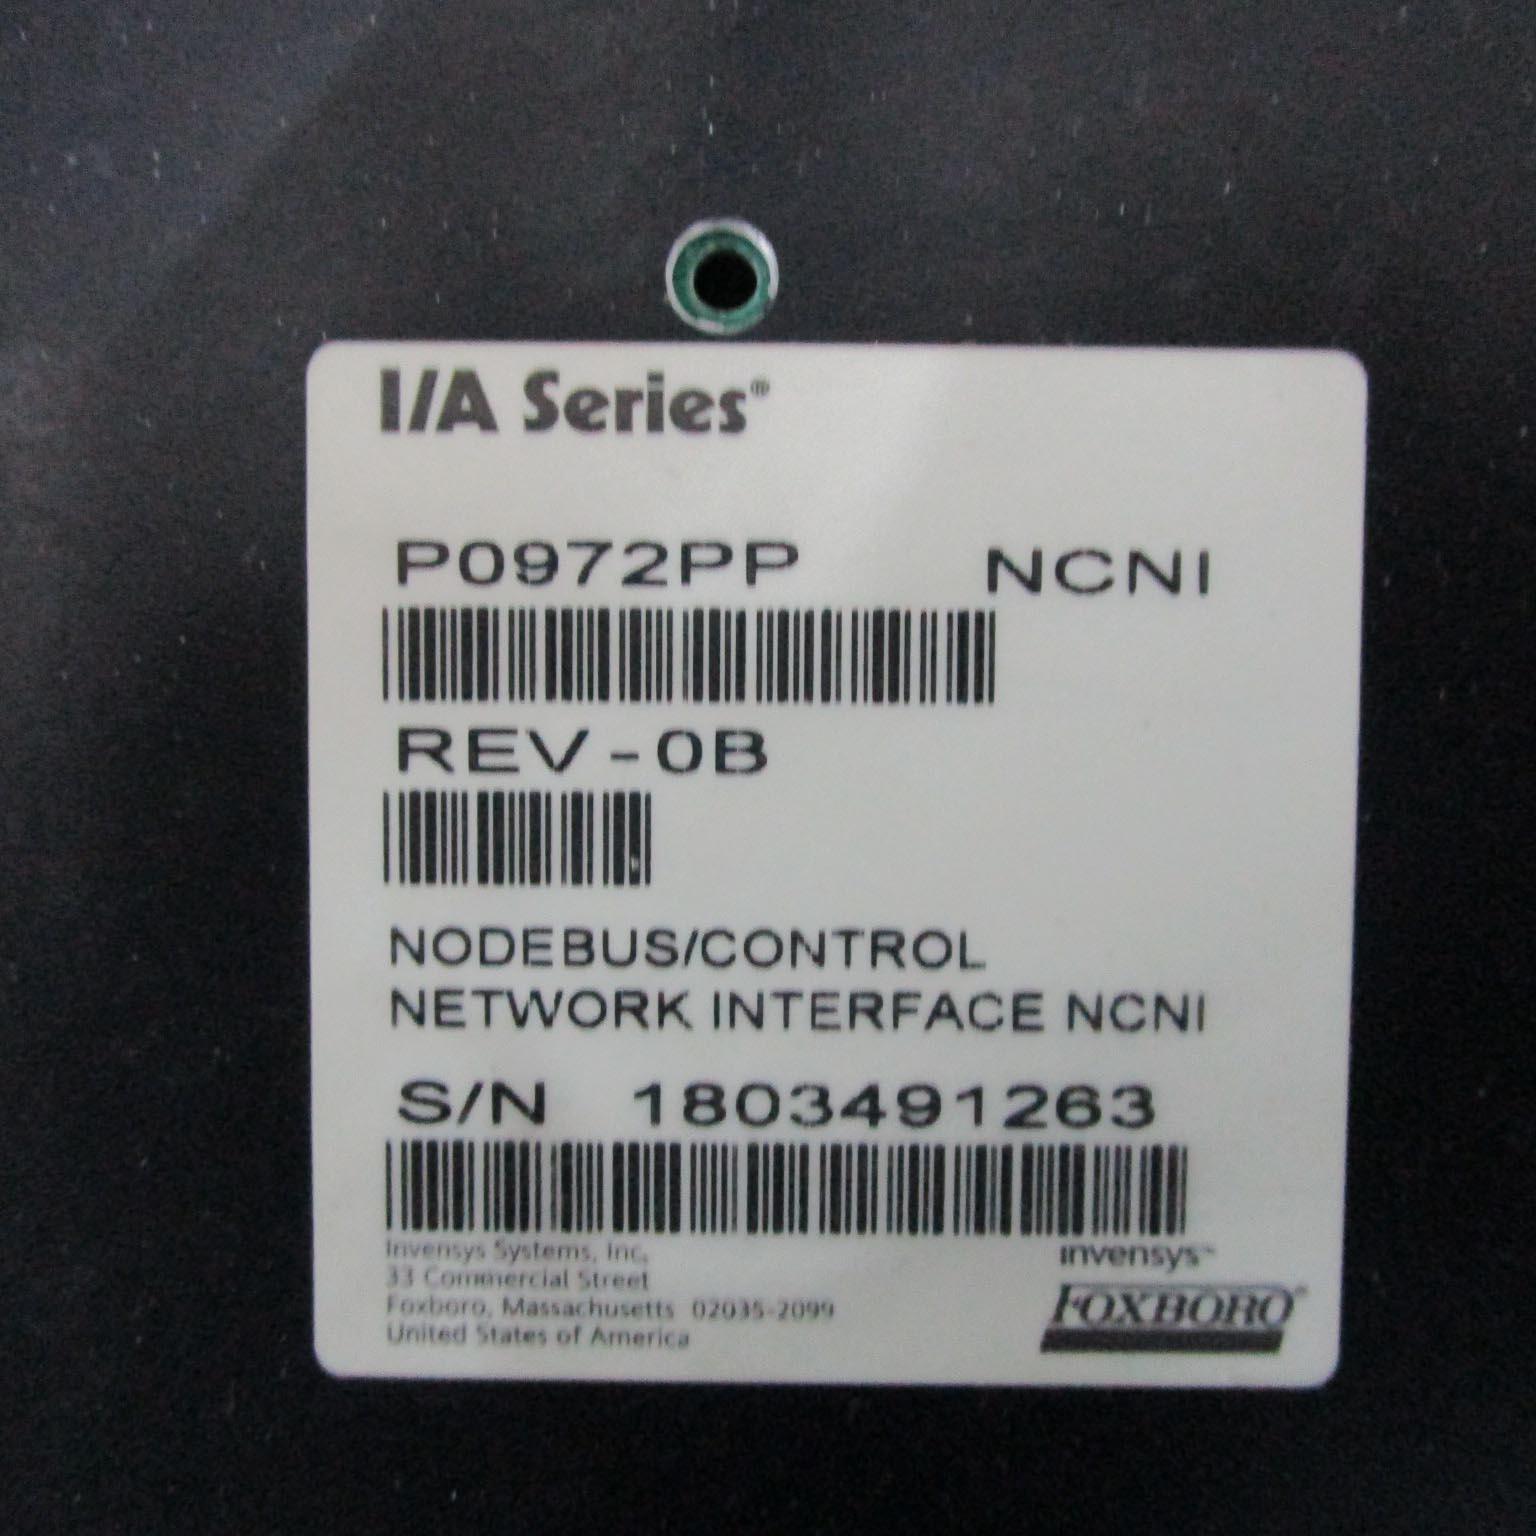 I/A Series®
P0972PP NCNI
REV-0B
NODEBUS/CONTROL
NETWORK INTERFACE NCNI
S/N 1803491263
Invensys Systems, Inc.
33 Commercial Street
Foxboro, Massachusetts 02035-2099
United States of America
invensys™
FOXBORO®